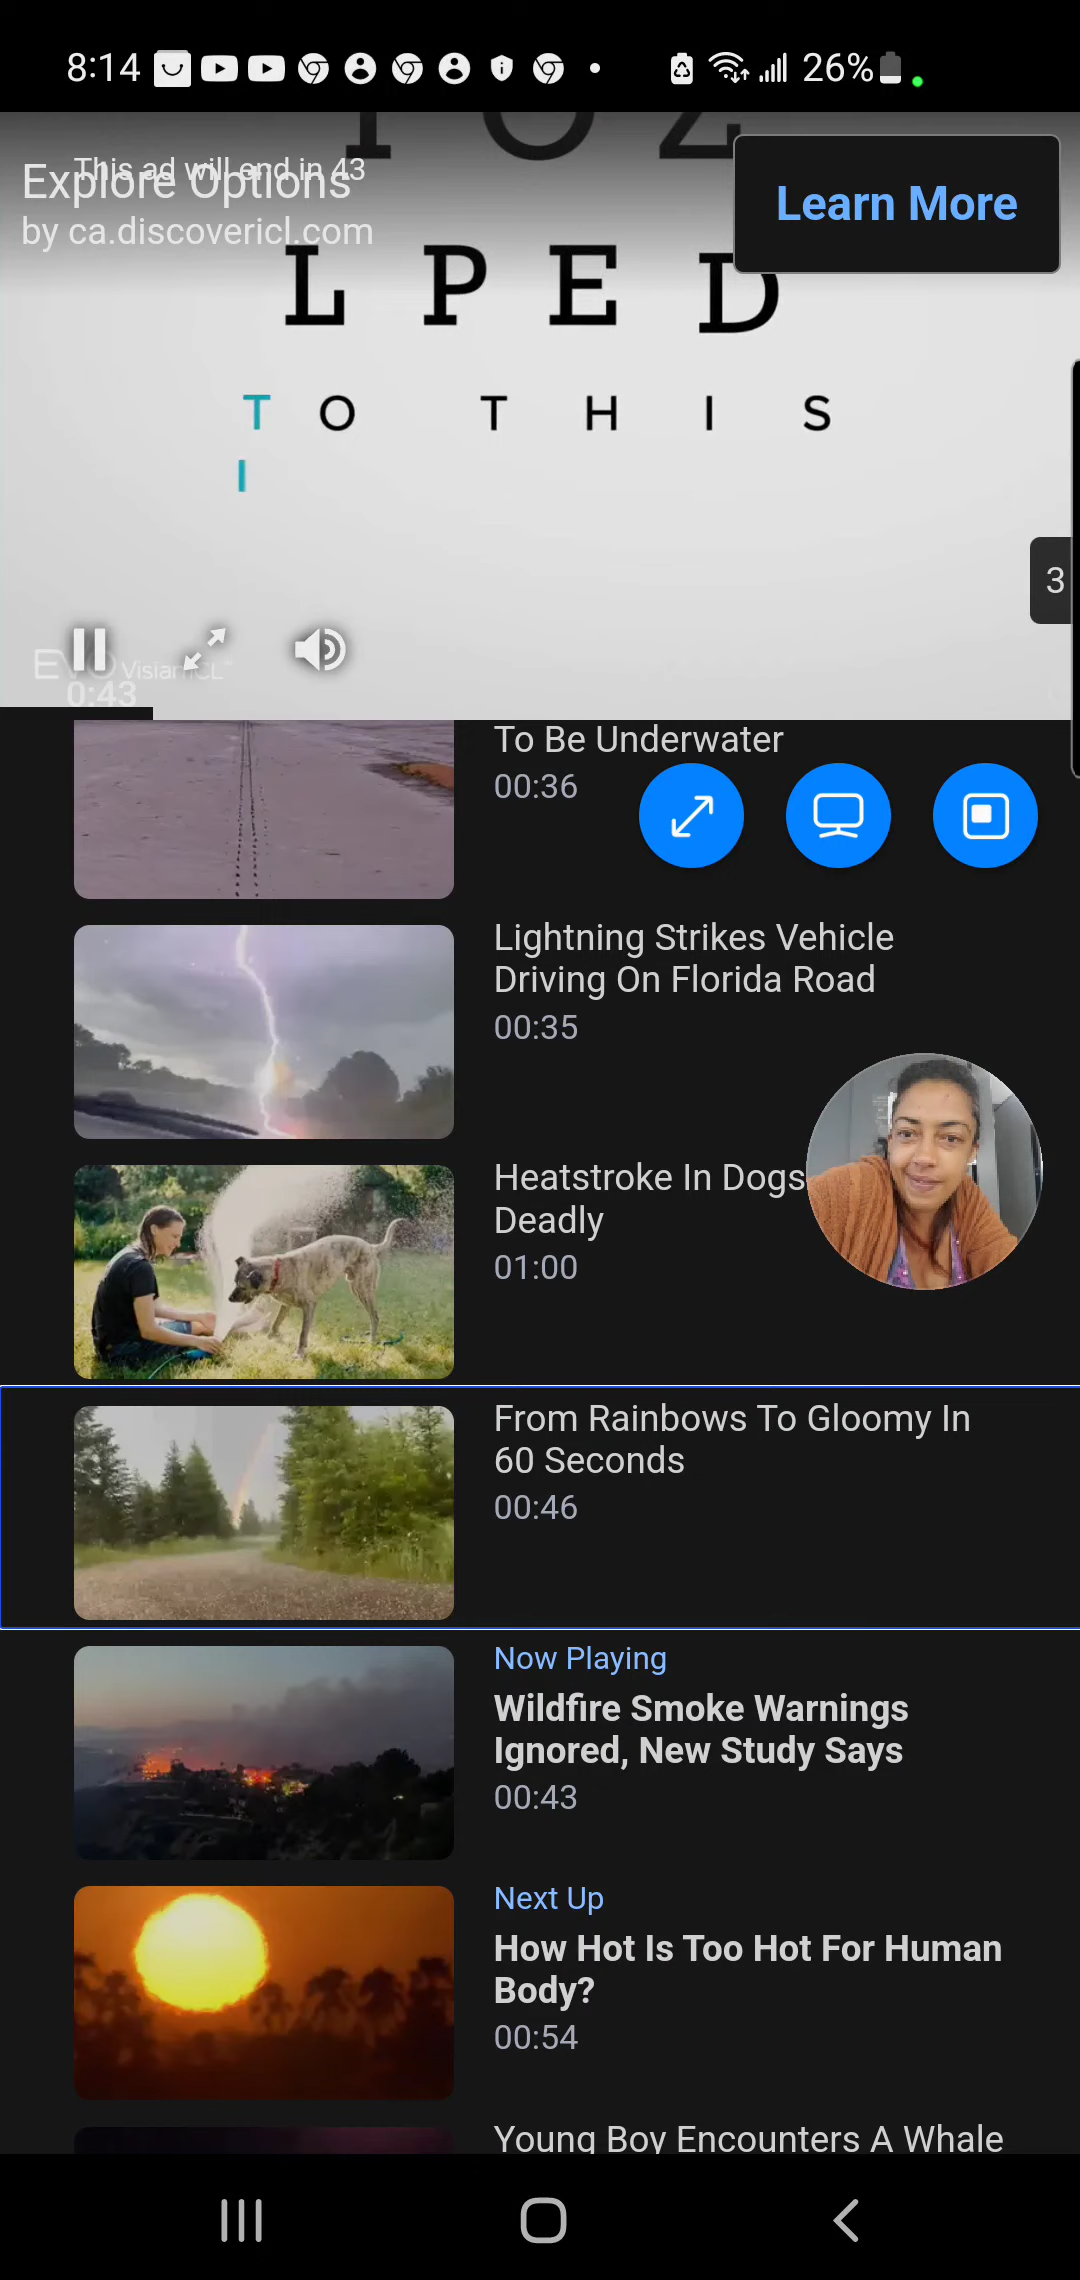 8:14
26%
T O Z
This ad will end in 43
Explore Options
by ca.discovericl.com
Learn More
L P E D
T O T H I S
I
3
EVO Visian ICL™
0:43
To Be Underwater
00:36
Lightning Strikes Vehicle
Driving On Florida Road
00:35
Heatstroke In Dogs
Deadly
01:00
From Rainbows To Gloomy In
60 Seconds
00:46
Now Playing
Wildfire Smoke Warnings
Ignored, New Study Says
00:43
Next Up
How Hot Is Too Hot For Human
Body?
00:54
Young Boy Encounters A Whale